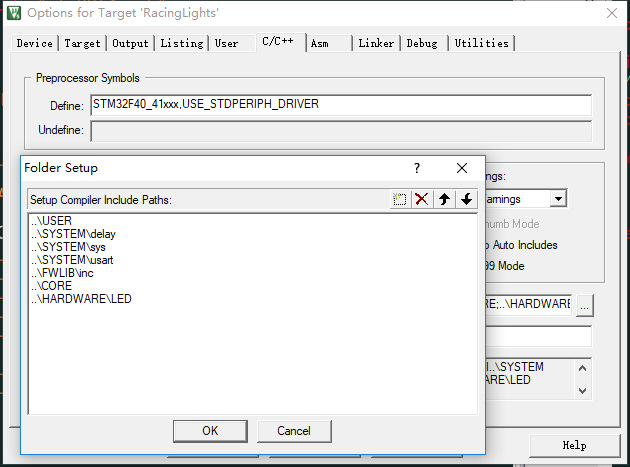 Options for Target 'RacingLights'
Device Target Output Listing User C/C++ Asm Linker Debug Utilities
Preprocessor Symbols
Define: STM32F40_41xxx,USE_STDPERIPH_DRIVER
Undefine:
Folder Setup ?
ngs:
Setup Compiler Include Paths:
arnings
..\USER
humb Mode
..\SYSTEM\delay
..\SYSTEM\sys
o Auto Includes
..\SYSTEM\usart
99 Mode
..\FWLIB\inc
..\CORE
..\HARDWARE\LED
RE;..\HARDWARE
...
I..\SYSTEM
ARE\LED
OK Cancel
Help